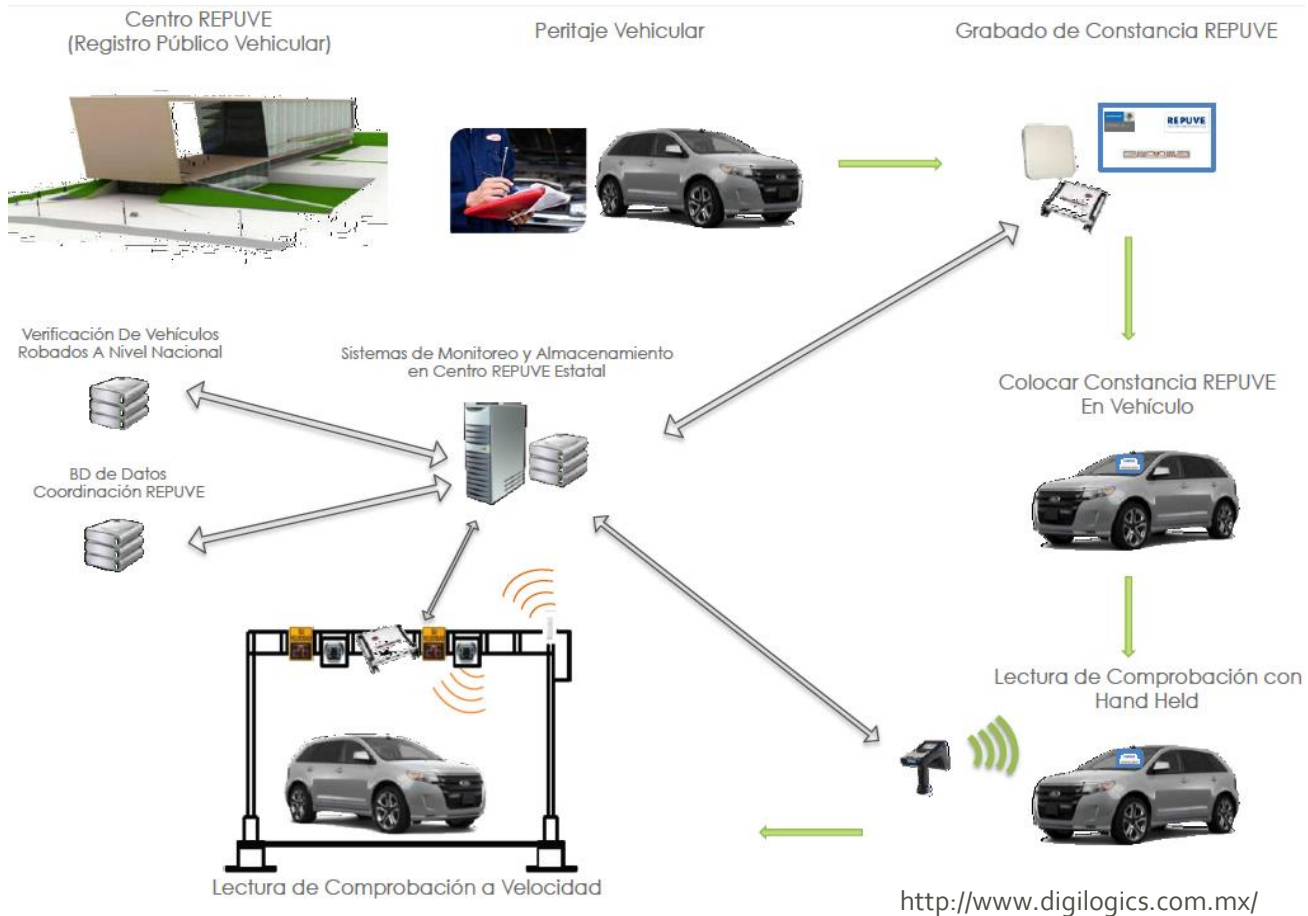 Centro REPUVE
(Registro Público Vehicular)
Peritaje Vehicular
Grabado de Constancia REPUVE
REPUVE
Verificación De Vehículos
Robados A Nivel Nacional
Sistemas de Monitoreo y Almacenamiento
en Centro REPUVE Estatal
Colocar Constancia REPUVE
En Vehículo
BD de Datos
Coordinación REPUVE
Lectura de Comprobación con
Hand Held
Lectura de Comprobación a Velocidad
http://www.digilogics.com.mx/